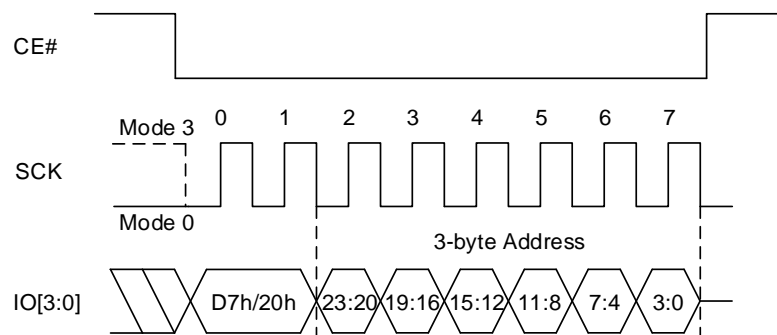 CE#
Mode 3
0 1 2 3 4 5 6 7
SCK
Mode 0
3-byte Address
IO[3:0]
D7h/20h 23:20 19:16 15:12 11:8 7:4 3:0